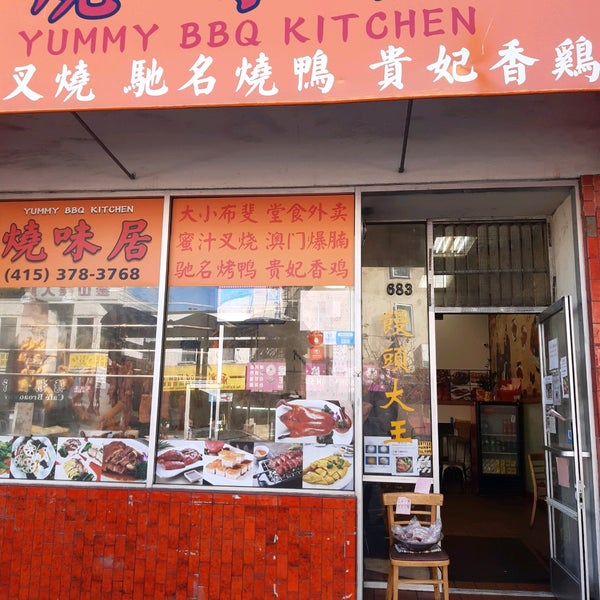 YUMMY BBQ KITCHEN
叉燒 馳名燒鴨 貴妃香鷄
YUMMY BBQ KITCHEN
燒味居
(415) 378-3768
大小布斐 堂食外卖
蜜汁叉烧 澳门爆腩
驰名烤鸭 贵妃香鸡
683
饅頭大王